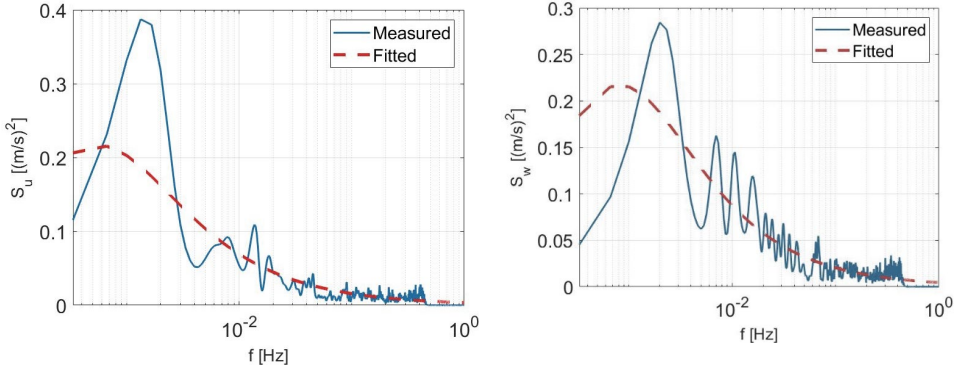 0.4
0.3
0.2
0.1
0
S_u [(m/s)^2]
Measured
Fitted
10^-2
10^0
f [Hz]
0.3
0.25
0.2
0.15
0.1
0.05
0
S_w [(m/s)^2]
Measured
Fitted
10^-2
10^0
f [Hz]